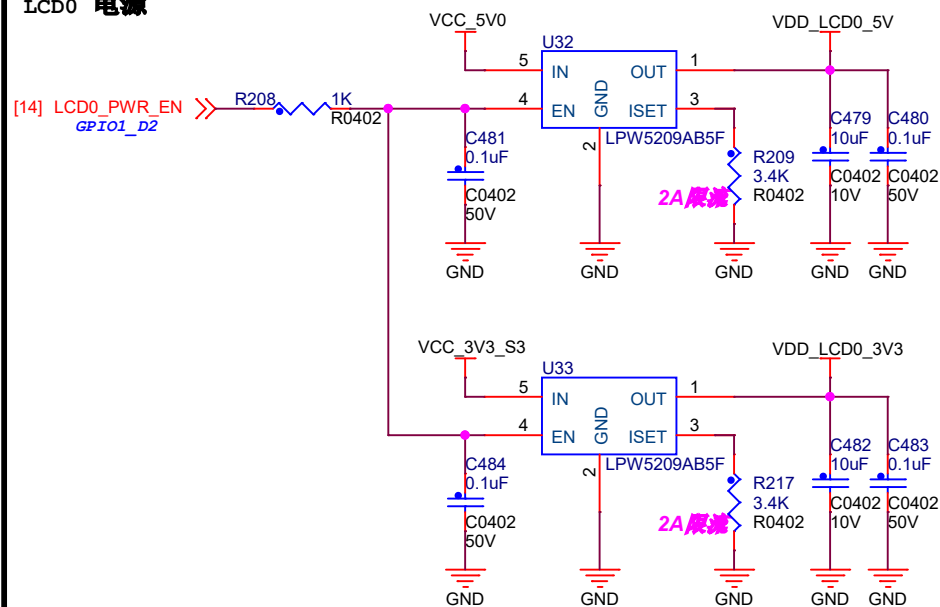 LCD0 电源
VCC_5V0
VDD_LCD0_5V
U32
5 IN OUT 1
[14] LCD0_PWR_EN
GPIO1_D2
R208 1K
R0402
4 EN GND ISET 3
2
LPW5209AB5F
C481
0.1uF
C0402
50V
R209
3.4K
R0402
2A限流
C479
10uF
C0402
10V
C480
0.1uF
C0402
50V
GND GND GND GND GND
VCC_3V3_S3
VDD_LCD0_3V3
U33
5 IN OUT 1
4 EN GND ISET 3
2
LPW5209AB5F
C484
0.1uF
C0402
50V
R217
3.4K
R0402
2A限流
C482
10uF
C0402
10V
C483
0.1uF
C0402
50V
GND GND GND GND GND